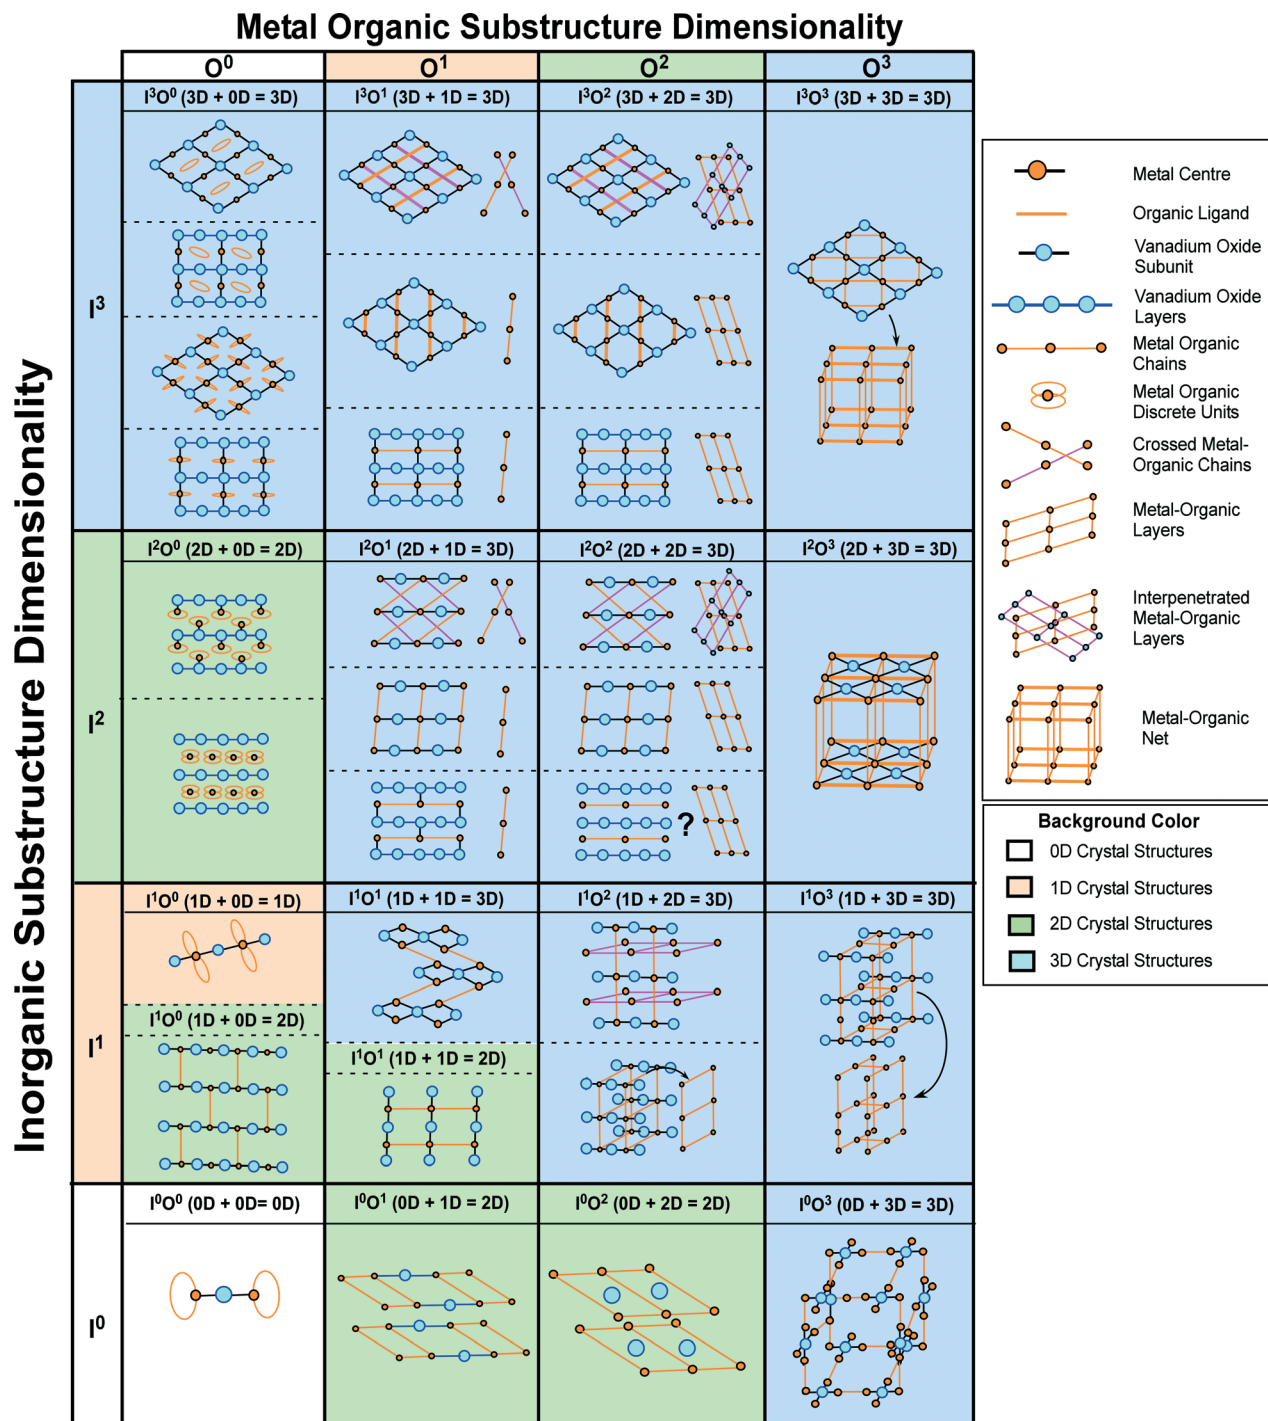 Metal Organic Substructure Dimensionality
Inorganic Substructure Dimensionality
O⁰
O¹
O²
O³
I³
I³O⁰ (3D + 0D = 3D)
I³O¹ (3D + 1D = 3D)
I³O² (3D + 2D = 3D)
I³O³ (3D + 3D = 3D)
I²
I²O⁰ (2D + 0D = 2D)
I²O¹ (2D + 1D = 3D)
I²O² (2D + 2D = 3D)
I²O³ (2D + 3D = 3D)
?
I¹
I¹O⁰ (1D + 0D = 1D)
I¹O¹ (1D + 1D = 3D)
I¹O² (1D + 2D = 3D)
I¹O³ (1D + 3D = 3D)
I¹O⁰ (1D + 0D = 2D)
I¹O¹ (1D + 1D = 2D)
I⁰
I⁰O⁰ (0D + 0D= 0D)
I⁰O¹ (0D + 1D = 2D)
I⁰O² (0D + 2D = 2D)
I⁰O³ (0D + 3D = 3D)
Metal Centre
Organic Ligand
Vanadium Oxide
Subunit
Vanadium Oxide
Layers
Metal Organic
Chains
Metal Organic
Discrete Units
Crossed Metal-
Organic Chains
Metal-Organic
Layers
Interpenetrated
Metal-Organic
Layers
Metal-Organic
Net
Background Color
0D Crystal Structures
1D Crystal Structures
2D Crystal Structures
3D Crystal Structures